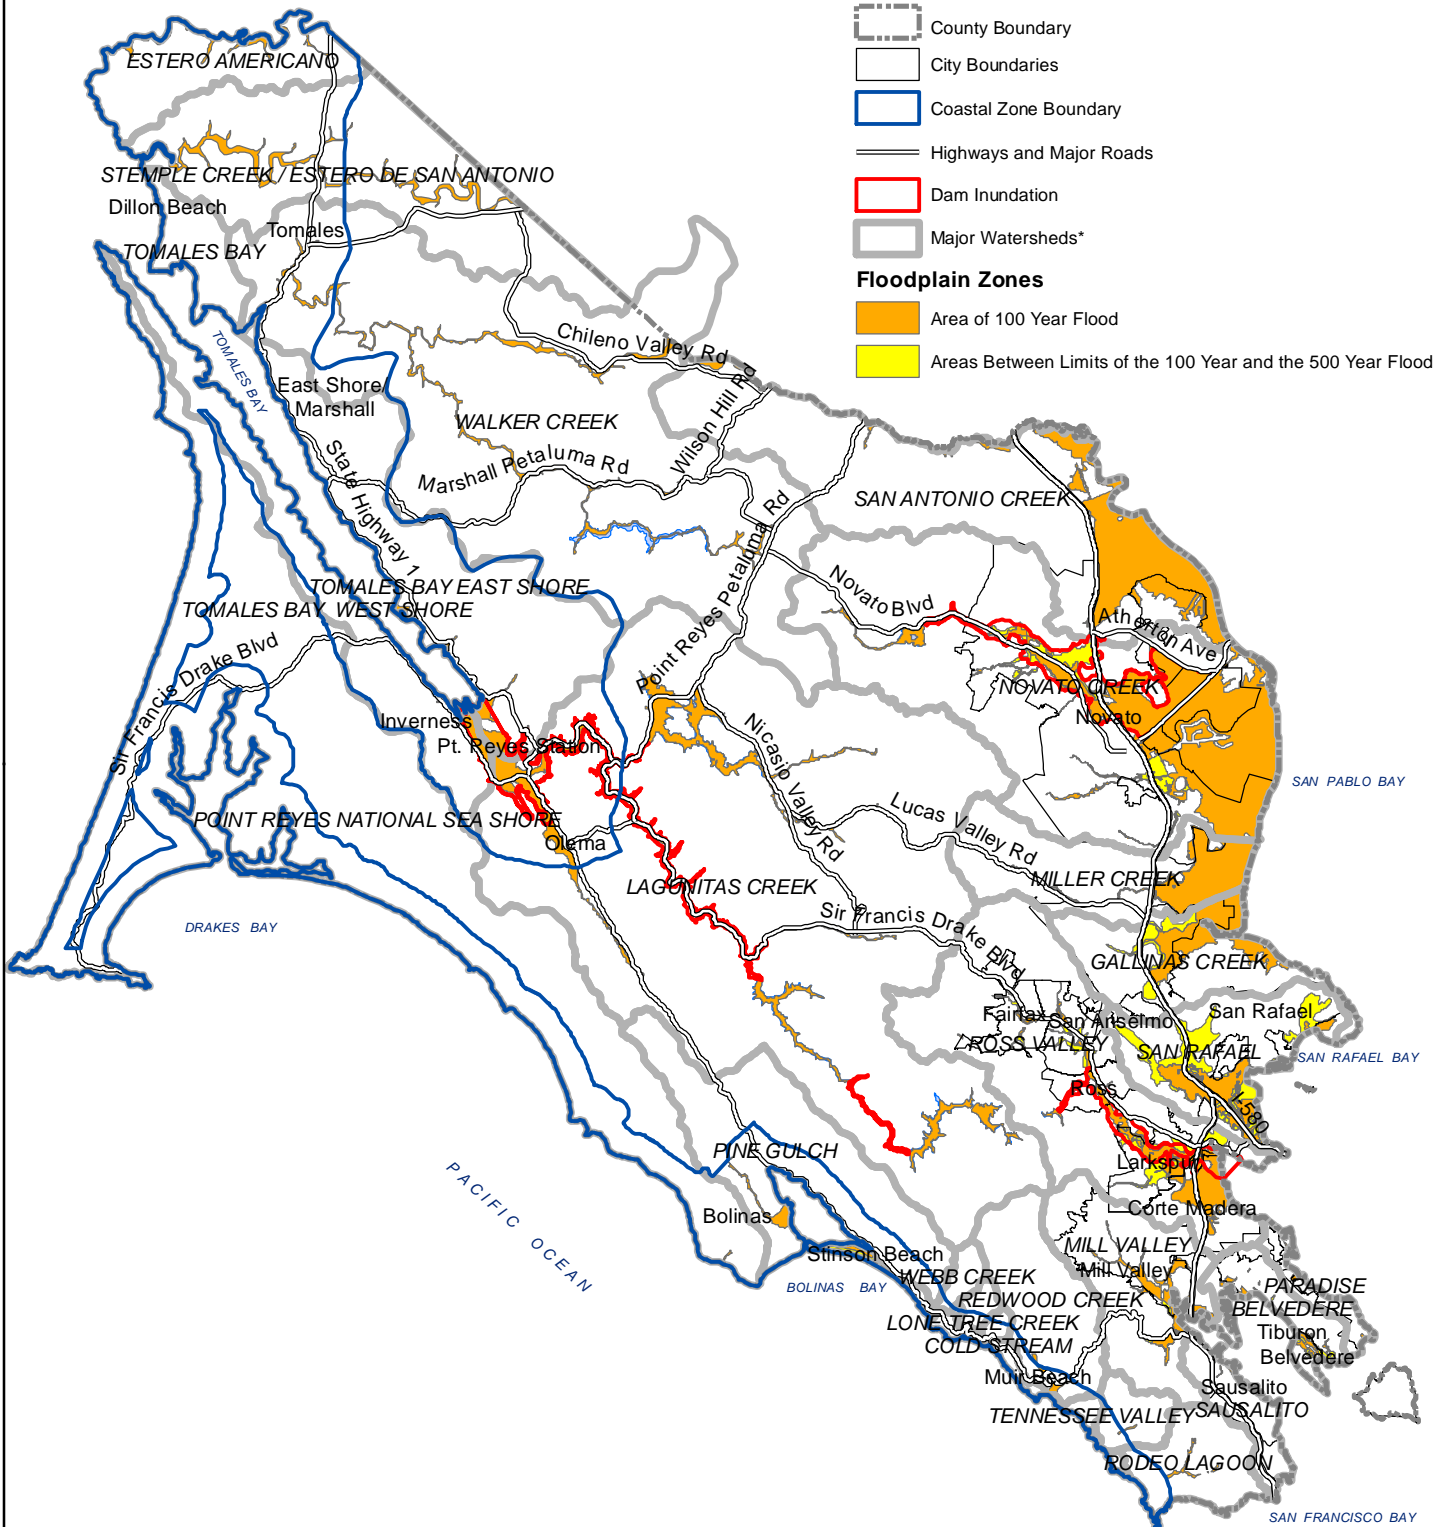 County Boundary
City Boundaries
Coastal Zone Boundary
Highways and Major Roads
Dam Inundation
Major Watersheds*
Floodplain Zones
Area of 100 Year Flood
Areas Between Limits of the 100 Year and the 500 Year Flood
ESTERO AMERICANO
STEMPLE CREEK / ESTERO DE SAN ANTONIO
Dillon Beach
Tomales
TOMALES BAY
TOMALES BAY
Chileno Valley Rd
East Shore/
Marshall
WALKER CREEK
Wilson Hill Rd
Marshall Petaluma Rd
State Highway 1
SAN ANTONIO CREEK
Point Reyes Petaluma Rd
TOMALES BAY EAST SHORE
TOMALES BAY WEST SHORE
Novato Blvd
Atherton Ave
Sir Francis Drake Blvd
NOVATO CREEK
Novato
Inverness
Pt. Reyes Station
Nicasio Valley Rd
SAN PABLO BAY
POINT REYES NATIONAL SEA SHORE
Olema
Lucas Valley Rd
LAGUNITAS CREEK
MILLER CREEK
Sir Francis Drake Blvd
DRAKES BAY
GALLINAS CREEK
Fairfax
San Anselmo
San Rafael
ROSS VALLEY
SAN RAFAEL
SAN RAFAEL BAY
Ross
I-580
PINE GULCH
Larkspur
PACIFIC OCEAN
Bolinas
Corte Madera
Stinson Beach
MILL VALLEY
Mill Valley
BOLINAS BAY
WEBB CREEK
REDWOOD CREEK
PARADISE
BELVEDERE
LONE TREE CREEK
COLD STREAM
Tiburon
Belvedere
Muir Beach
Sausalito
TENNESSEE VALLEY
SAUSALITO
RODEO LAGOON
SAN FRANCISCO BAY